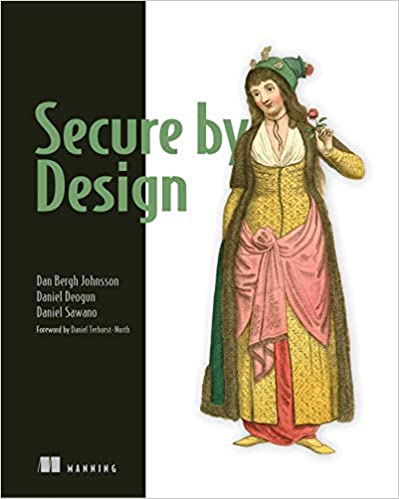 Secure by
Design
Dan Bergh Johnsson
Daniel Deogun
Daniel Sawano
Foreword by Daniel Terhorst-North
MANNING